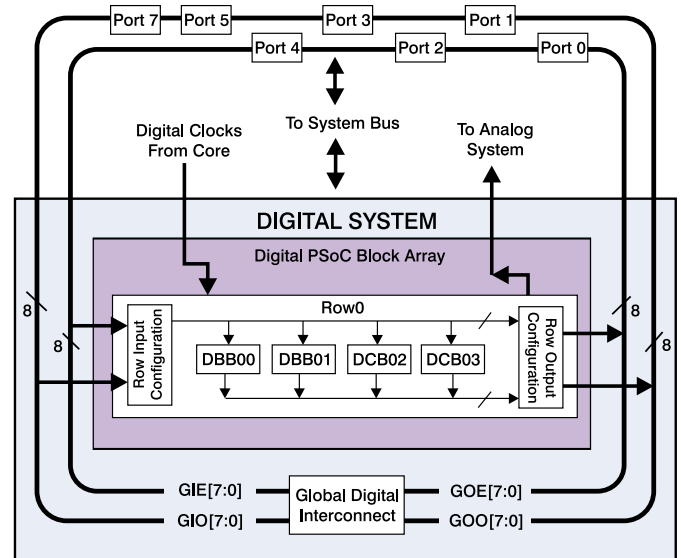 Port 7
Port 5
Port 3
Port 1
Port 4
Port 2
Port 0
Digital Clocks
From Core
To System Bus
To Analog
System
DIGITAL SYSTEM
Digital PSoC Block Array
Row0
Row Input
Configuration
DBB00
DBB01
DCB02
DCB03
Row Output
Configuration
8
8
8
8
GIE[7:0]
GIO[7:0]
Global Digital
Interconnect
GOE[7:0]
GOO[7:0]